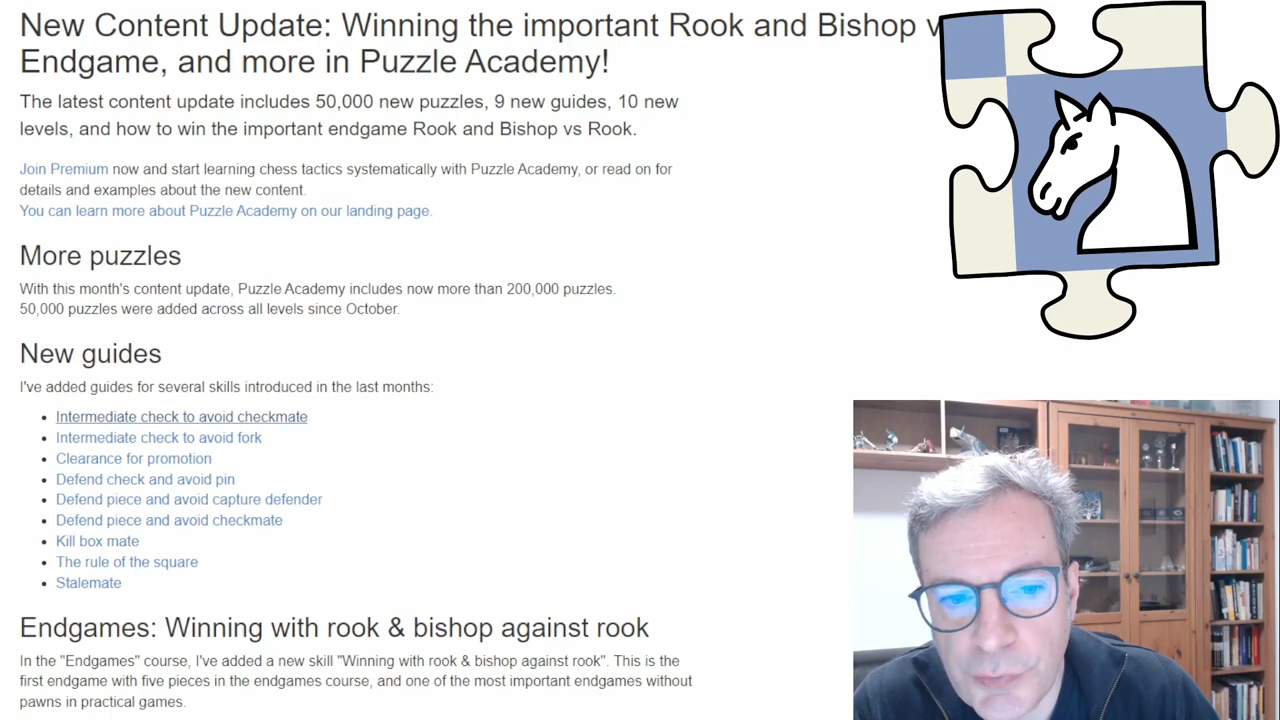 New Content Update: Winning the important Rook and Bishop
Endgame, and more in Puzzle Academy!
The latest content update includes 50,000 new puzzles, 9 new guides, 10 new
levels, and how to win the important endgame Rook and Bishop vs Rook.
Join Premium now and start learning chess tactics systematically with Puzzle Academy, or read on for
details and examples about the new content.
You can learn more about Puzzle Academy on our landing page.
More puzzles
With this month's content update, Puzzle Academy includes now more than 200,000 puzzles.
50,000 puzzles were added across all levels since October.
New guides
I've added guides for several skills introduced in the last months:
Intermediate check to avoid checkmate
Intermediate check to avoid fork
Clearance for promotion
Defend check and avoid pin
Defend piece and avoid capture defender
Defend piece and avoid checkmate
Kill box mate
The rule of the square
Stalemate
Endgames: Winning with rook & bishop against rook
In the "Endgames" course, I've added a new skill "Winning with rook & bishop against rook". This is the
first endgame with five pieces in the endgames course, and one of the most important endgames without
pawns in practical games.